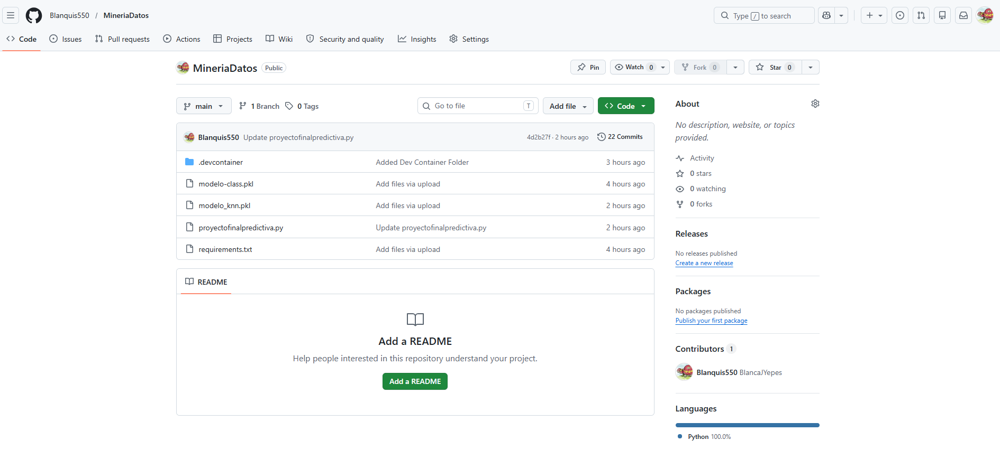 Blanquis550 / MineriaDatos
Type / to search
Code Issues Pull requests Actions Projects Wiki Security and quality Insights Settings
MineriaDatos Public
Pin Watch 0 Fork 0 Star 0
main 1 Branch 0 Tags
Go to file T Add file Code
Blanquis550 Update proyectofinalpredictiva.py 4d2b27f · 2 hours ago 22 Commits
.devcontainer Added Dev Container Folder 3 hours ago
modelo-class.pkl Add files via upload 4 hours ago
modelo_knn.pkl Add files via upload 2 hours ago
proyectofinalpredictiva.py Update proyectofinalpredictiva.py 2 hours ago
requirements.txt Add files via upload 4 hours ago
README
Add a README
Help people interested in this repository understand your project.
Add a README
About
No description, website, or topics
provided.
Activity
0 stars
0 watching
0 forks
Releases
No releases published
Create a new release
Packages
No packages published
Publish your first package
Contributors 1
Blanquis550 BlancaJYepes
Languages
Python 100.0%